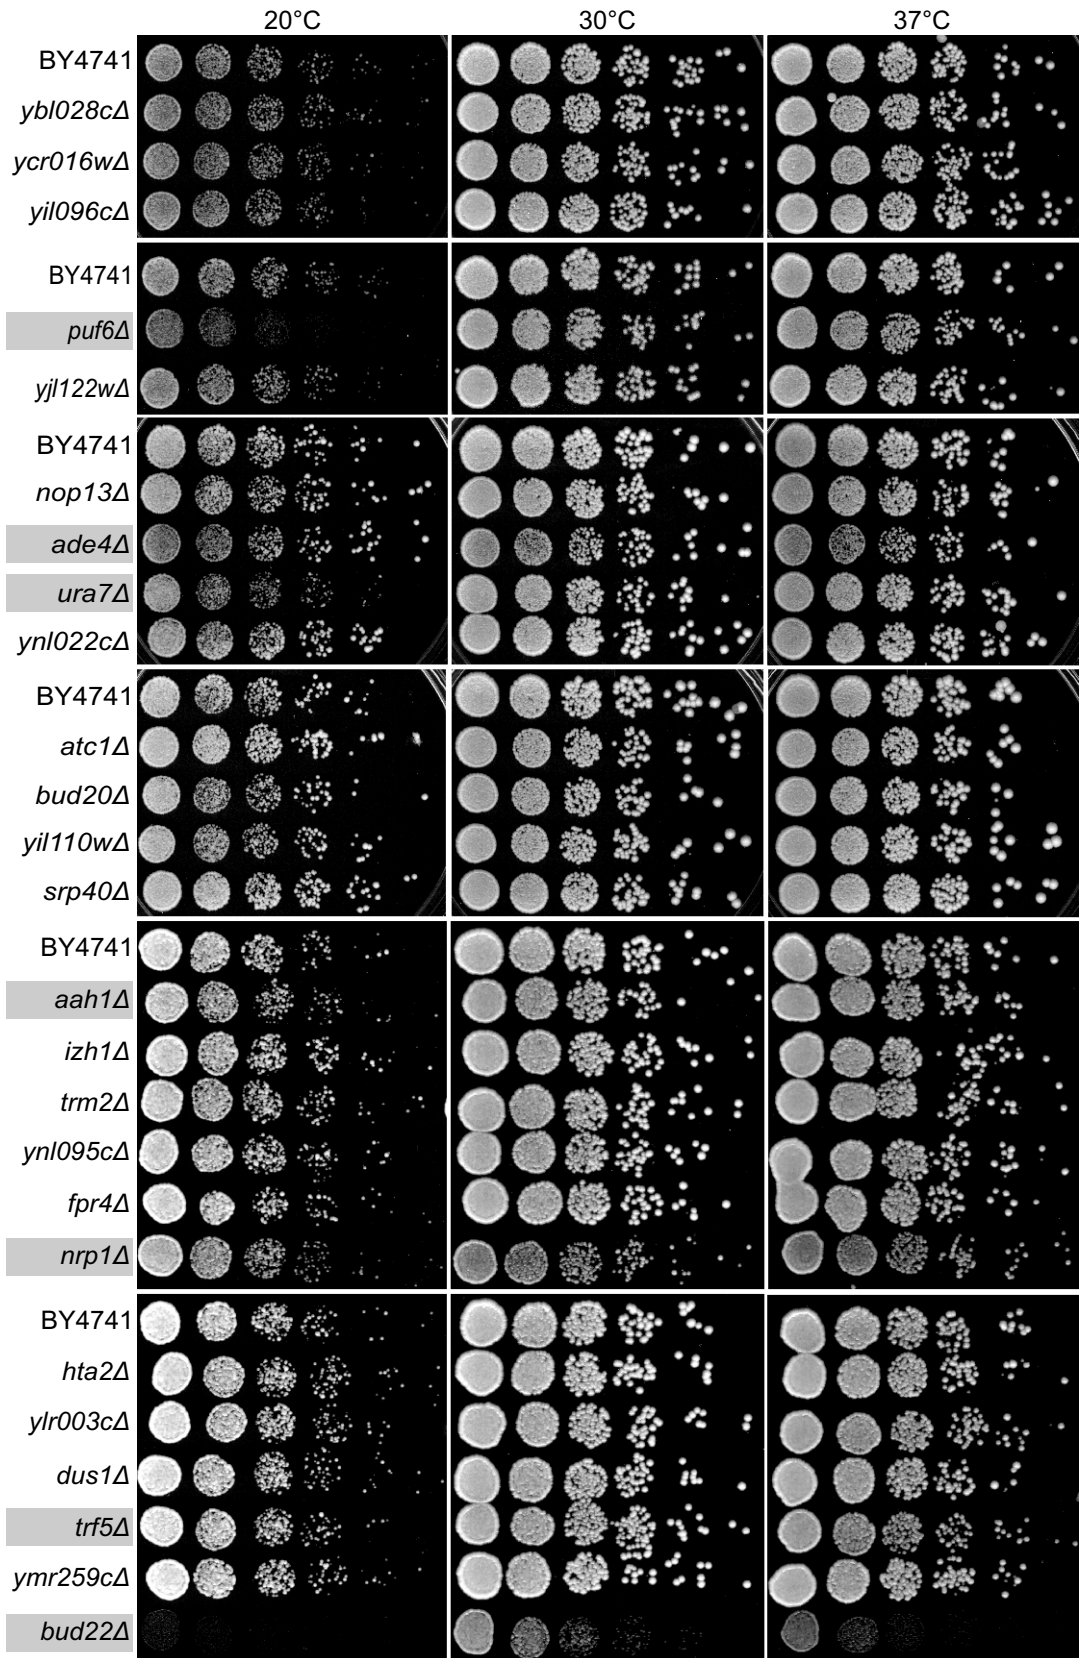 20°C 30°C 37°C
BY4741
ybl028cΔ
ycr016wΔ
yil096cΔ
BY4741
puf6Δ
yjl122wΔ
BY4741
nop13Δ
ade4Δ
ura7Δ
ynl022cΔ
BY4741
atc1Δ
bud20Δ
yil110wΔ
srp40Δ
BY4741
aah1Δ
izh1Δ
trm2Δ
ynl095cΔ
fpr4Δ
nrp1Δ
BY4741
hta2Δ
ylr003cΔ
dus1Δ
trf5Δ
ymr259cΔ
bud22Δ